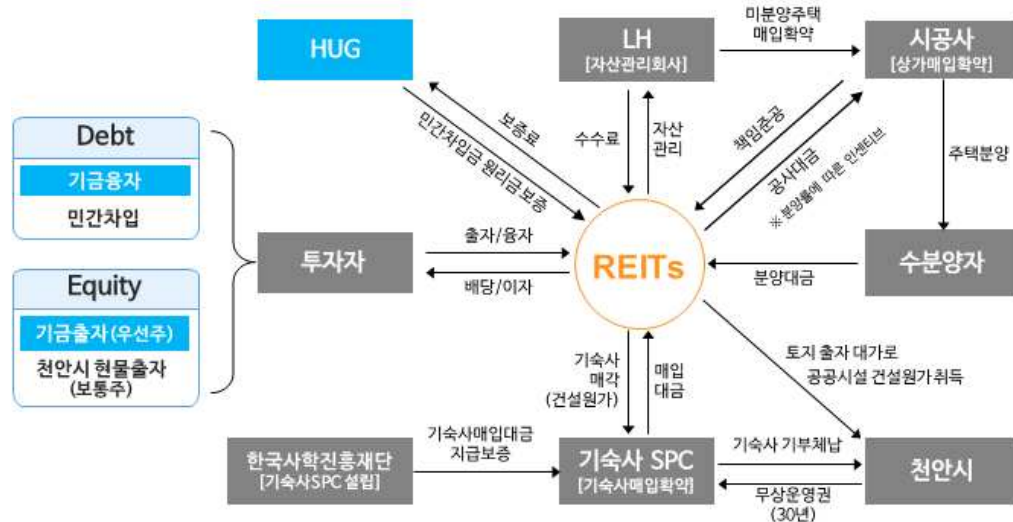 HUG
LH
[자산관리회사]
미분양주택
매입확약
시공사
[상가매입확약]
Debt
기금융자
민간차입
보증료
민간차입금 원리금 보증
수수료
자산
관리
책임준공
공사대금
※ 분양률에 따른 인센티브
주택분양
투자자
출자/융자
배당/이자
REITs
분양대금
수분양자
Equity
기금출자(우선주)
천안시 현물출자
(보통주)
기숙사
매각
(건설원가)
매입
대금
토지 출자 대가로
공공시설 건설원가 취득
한국사학진흥재단
[기숙사SPC 설립]
기숙사매입대금
지급보증
기숙사 SPC
[기숙사매입확약]
기숙사 기부체납
무상운영권
(30년)
천안시